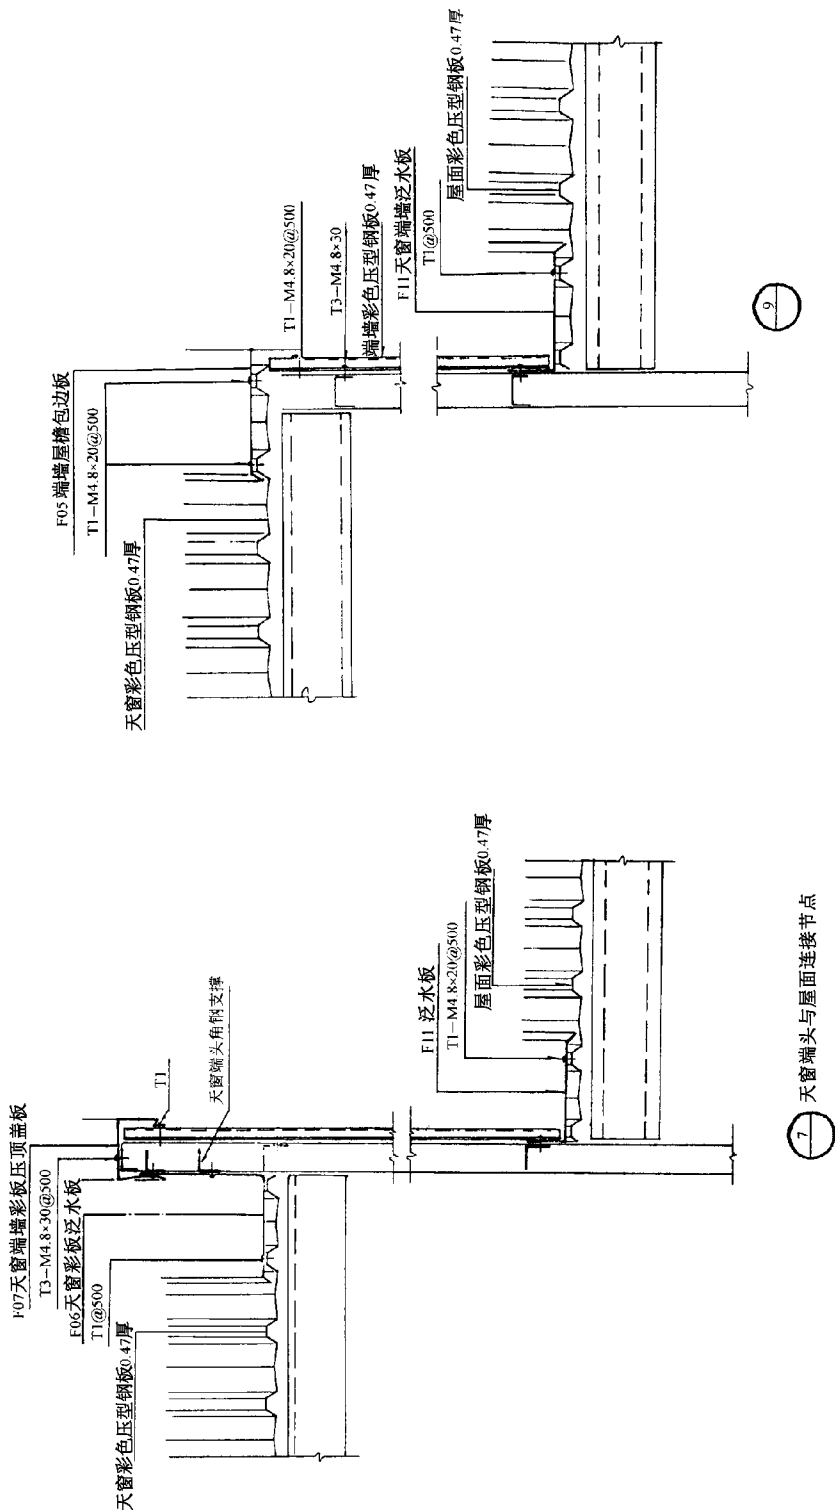 F07天窗端墙彩板压顶盖板
T3-M4.8×30@500
F06天窗彩板泛水板
T1@500
天窗彩色压型钢板0.47厚
T1
天窗端头角钢支撑
F11 泛水板
T1-M4.8×20@500
屋面彩色压型钢板0.47厚
7
天窗端头与屋面连接节点
F05 端墙屋檐包边板
T1-M4.8×20@500
天窗彩色压型钢板0.47厚
T1-M4.8×20@500
T3-M4.8×30
端墙彩色压型钢板0.47厚
F11天窗端墙泛水板
T1@500
屋面彩色压型钢板0.47厚
9